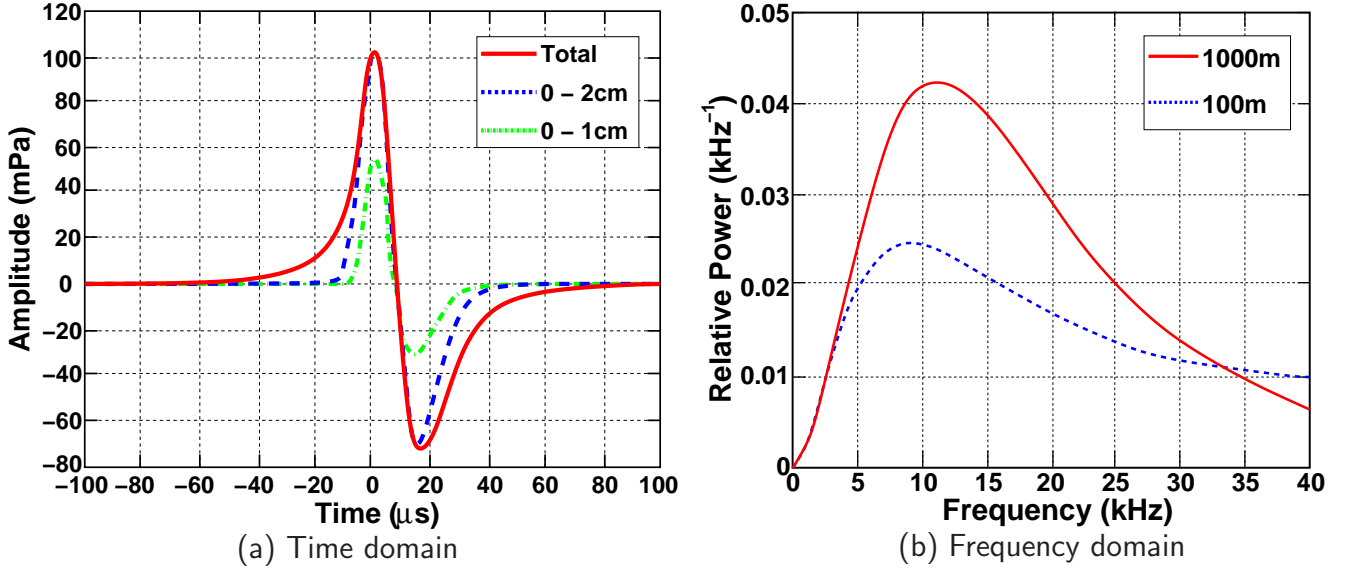 Amplitude (mPa)
120
100
80
60
40
20
0
−20
−40
−60
−80
−100 −80 −60 −40 −20 0 20 40 60 80 100
Time (μs)
Total
0 − 2cm
0 − 1cm
(a) Time domain
Relative Power (kHz⁻¹)
0.05
0.04
0.03
0.02
0.01
0
0 5 10 15 20 25 30 35 40
Frequency (kHz)
1000m
100m
(b) Frequency domain